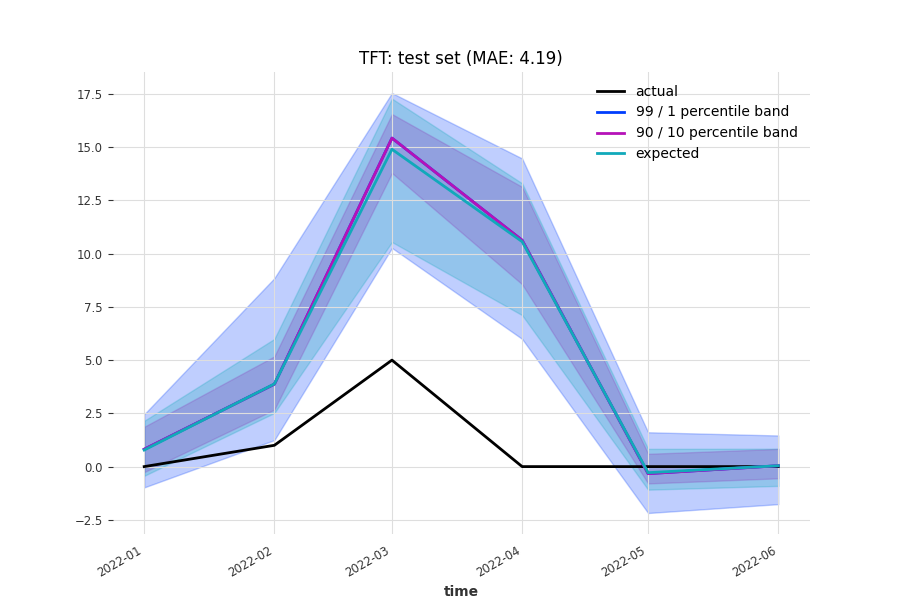 TFT: test set (MAE: 4.19)
actual
99 / 1 percentile band
90 / 10 percentile band
expected
17.5
15.0
12.5
10.0
7.5
5.0
2.5
0.0
−2.5
2022-01
2022-02
2022-03
2022-04
2022-05
2022-06
time